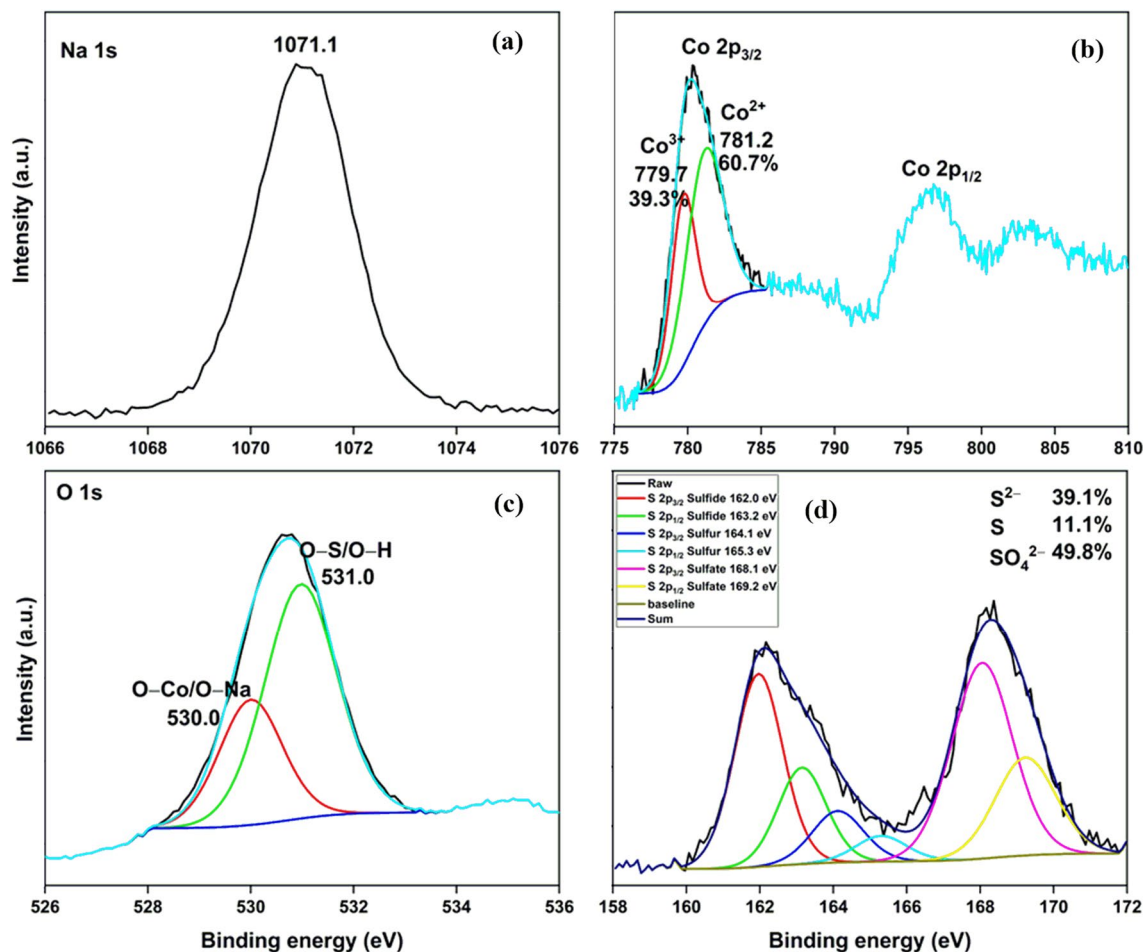 Na 1s
1071.1
(a)
Intensity (a.u.)
1066 1068 1070 1072 1074 1076
Co 2p3/2
(b)
Co3+
779.7
39.3%
Co2+
781.2
60.7%
Co 2p1/2
775 780 785 790 795 800 805 810
O 1s
(c)
O–S/O–H
531.0
O–Co/O–Na
530.0
Intensity (a.u.)
526 528 530 532 534 536
Binding energy (eV)
Raw
S 2p3/2 Sulfide 162.0 eV
S 2p1/2 Sulfide 163.2 eV
S 2p3/2 Sulfur 164.1 eV
S 2p1/2 Sulfur 165.3 eV
S 2p3/2 Sulfate 168.1 eV
S 2p1/2 Sulfate 169.2 eV
baseline
Sum
(d)
S2− 39.1%
S 11.1%
SO42− 49.8%
158 160 162 164 166 168 170 172
Binding energy (eV)